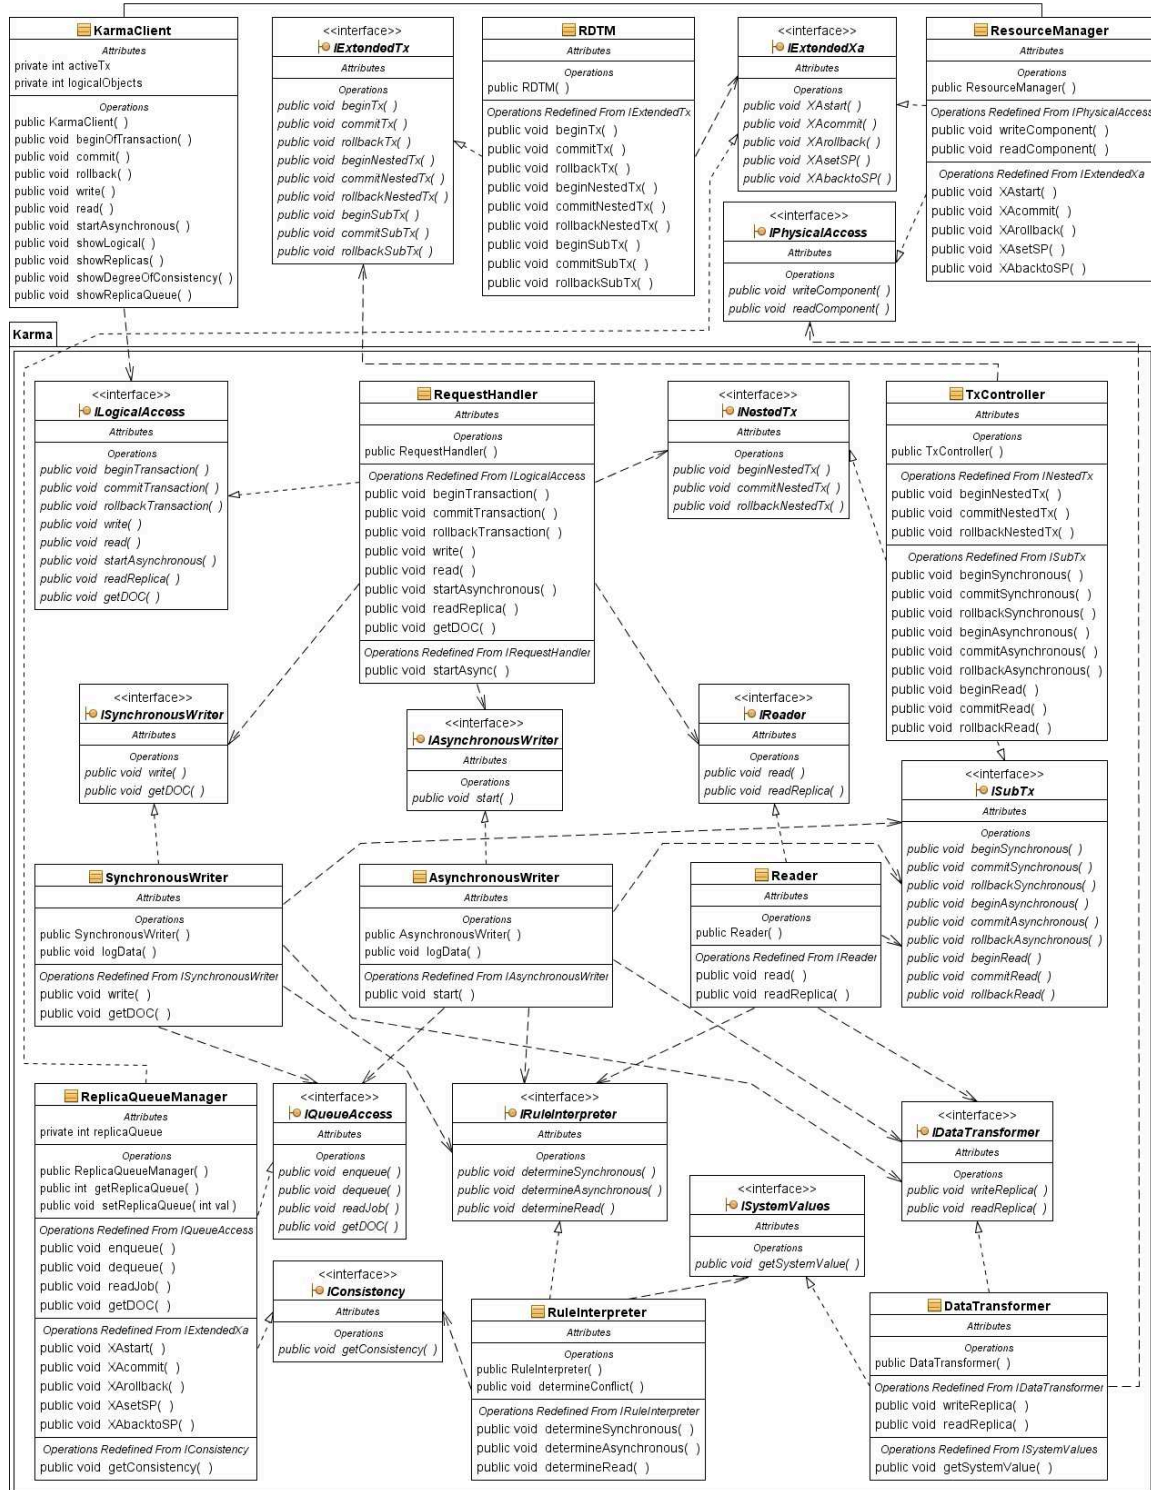 KarmaClient
Attributes
private int activeTx
private int logicalObjects
Operations
public KarmaClient( )
public void beginOfTransaction( )
public void commit( )
public void rollback( )
public void write( )
public void read( )
public void startAsynchronous( )
public void showLogical( )
public void showReplicas( )
public void showDegreeOfConsistency( )
public void showReplicaQueue( )
<<interface>>
IExtendedTx
Attributes
Operations
public void beginTx( )
public void commitTx( )
public void rollbackTx( )
public void beginNestedTx( )
public void commitNestedTx( )
public void rollbackNestedTx( )
public void beginSubTx( )
public void commitSubTx( )
public void rollbackSubTx( )
RDTM
Attributes
Operations
public RDTM( )
Operations Redefined From IExtendedTx
public void beginTx( )
public void commitTx( )
public void rollbackTx( )
public void beginNestedTx( )
public void commitNestedTx( )
public void rollbackNestedTx( )
public void beginSubTx( )
public void commitSubTx( )
public void rollbackSubTx( )
<<interface>>
IExtendedXa
Attributes
Operations
public void XAstart( )
public void XAcommit( )
public void XArollback( )
public void XAsetSP( )
public void XAbacktoSP( )
<<interface>>
IPhysicalAccess
Attributes
Operations
public void writeComponent( )
public void readComponent( )
ResourceManager
Attributes
Operations
public ResourceManager( )
Operations Redefined From IPhysicalAccess
public void writeComponent( )
public void readComponent( )
Operations Redefined From IExtendedXa
public void XAstart( )
public void XAcommit( )
public void XArollback( )
public void XAsetSP( )
public void XAbacktoSP( )
Karma
<<interface>>
ILogicalAccess
Attributes
Operations
public void beginTransaction( )
public void commitTransaction( )
public void rollbackTransaction( )
public void write( )
public void read( )
public void startAsynchronous( )
public void readReplica( )
public void getDOC( )
RequestHandler
Attributes
Operations
public RequestHandler( )
Operations Redefined From ILogicalAccess
public void beginTransaction( )
public void commitTransaction( )
public void rollbackTransaction( )
public void write( )
public void read( )
public void startAsynchronous( )
public void readReplica( )
public void getDOC( )
Operations Redefined From IRequestHandler
public void startAsync( )
<<interface>>
INestedTx
Attributes
Operations
public void beginNestedTx( )
public void commitNestedTx( )
public void rollbackNestedTx( )
TxController
Attributes
Operations
public TxController( )
Operations Redefined From INestedTx
public void beginNestedTx( )
public void commitNestedTx( )
public void rollbackNestedTx( )
Operations Redefined From ISubTx
public void beginSynchronous( )
public void commitSynchronous( )
public void rollbackSynchronous( )
public void beginAsynchronous( )
public void commitAsynchronous( )
public void rollbackAsynchronous( )
public void beginRead( )
public void commitRead( )
public void rollbackRead( )
<<interface>>
ISynchronousWriter
Attributes
Operations
public void write( )
public void getDOC( )
<<interface>>
IAsynchronousWriter
Attributes
Operations
public void start( )
<<interface>>
IReader
Attributes
Operations
public void read( )
public void readReplica( )
<<interface>>
ISubTx
Attributes
Operations
public void beginSynchronous( )
public void commitSynchronous( )
public void rollbackSynchronous( )
public void beginAsynchronous( )
public void commitAsynchronous( )
public void rollbackAsynchronous( )
public void beginRead( )
public void commitRead( )
public void rollbackRead( )
SynchronousWriter
Attributes
Operations
public SynchronousWriter( )
public void logData( )
Operations Redefined From ISynchronousWriter
public void write( )
public void getDOC( )
AsynchronousWriter
Attributes
Operations
public AsynchronousWriter( )
public void logData( )
Operations Redefined From IAsynchronousWriter
public void start( )
Reader
Attributes
Operations
public Reader( )
Operations Redefined From IReader
public void read( )
public void readReplica( )
ReplicaQueueManager
Attributes
private int replicaQueue
Operations
public ReplicaQueueManager( )
public int getReplicaQueue( )
public void setReplicaQueue( int val )
Operations Redefined From IQueueAccess
public void enqueue( )
public void dequeue( )
public void readJob( )
public void getDOC( )
Operations Redefined From IExtendedXa
public void XAstart( )
public void XAcommit( )
public void XArollback( )
public void XAsetSP( )
public void XAbacktoSP( )
Operations Redefined From IConsistency
public void getConsistency( )
<<interface>>
IQueueAccess
Attributes
Operations
public void enqueue( )
public void dequeue( )
public void readJob( )
public void getDOC( )
<<interface>>
IConsistency
Attributes
Operations
public void getConsistency( )
<<interface>>
IRuleInterpreter
Attributes
Operations
public void determineSynchronous( )
public void determineAsynchronous( )
public void determineRead( )
<<interface>>
ISystemValues
Attributes
Operations
public void getSystemValue( )
<<interface>>
IDataTransformer
Attributes
Operations
public void writeReplica( )
public void readReplica( )
RuleInterpreter
Attributes
Operations
public RuleInterpreter( )
public void determineConflict( )
Operations Redefined From IRuleInterpreter
public void determineSynchronous( )
public void determineAsynchronous( )
public void determineRead( )
DataTransformer
Attributes
Operations
public DataTransformer( )
Operations Redefined From IDataTransformer
public void writeReplica( )
public void readReplica( )
Operations Redefined From ISystemValues
public void getSystemValue( )